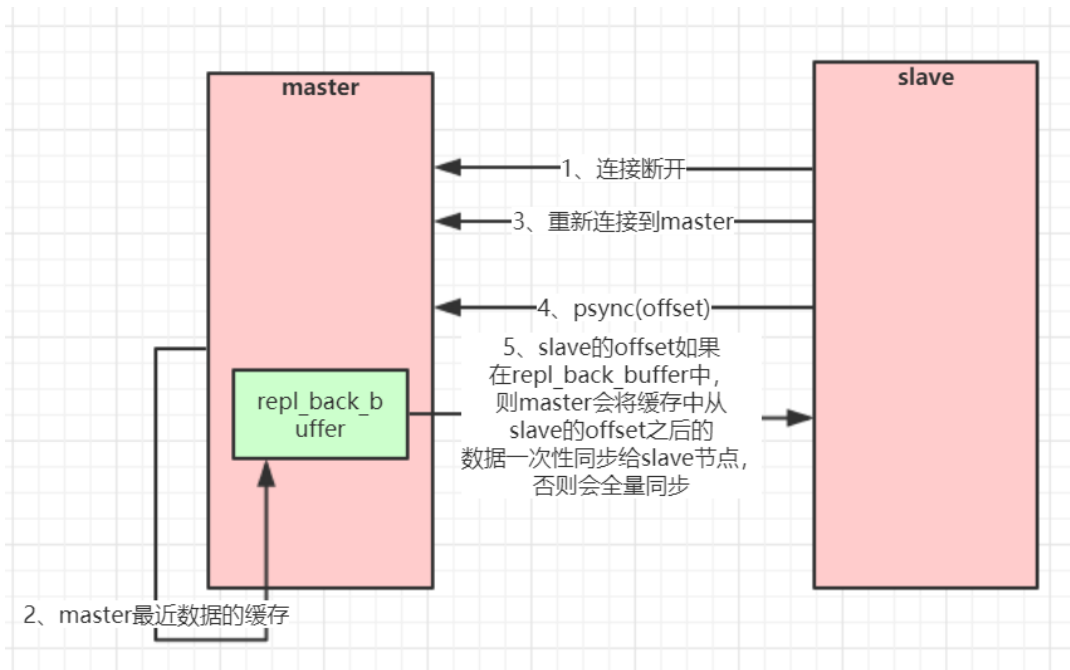 master
slave
1、连接断开
3、重新连接到master
4、psync(offset)
5、slave的offset如果
在repl_back_buffer中，
则master会将缓存中从
slave的offset之后的
数据一次性同步给slave节点，
否则会全量同步
repl_back_b
uffer
2、master最近数据的缓存